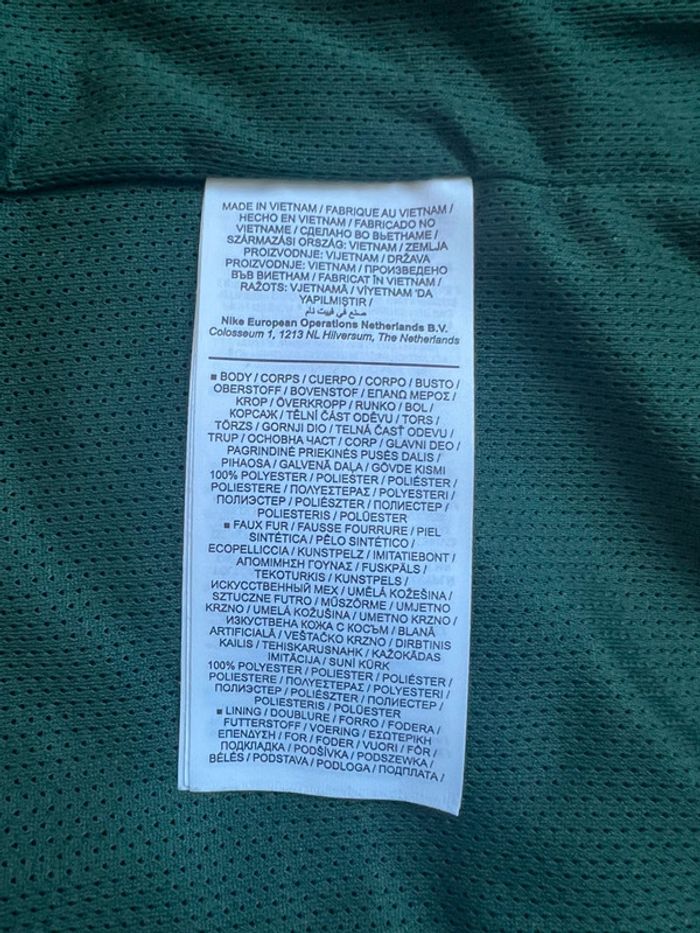 MADE IN VIETNAM / FABRIQUE AU VIETNAM /
HECHO EN VIETNAM / FABRICADO NO
VIETNAME / СДЕЛАНО ВО ВЬЕТНАМЕ /
SZÁRMAZÁSI ORSZÁG: VIETNAM / ZEMLJA
PROIZVODNJE: VIJETNAM / DRŽAVA
PROIZVODNJE: VIETNAM / ПРОИЗВЕДЕНО
ВЪВ ВИЕТНАМ / FABRICAT ÎN VIETNAM /
RAŽOTS: VJETNAMĀ / VİYETNAM 'DA
YAPILMIŞTIR /
صنع في فييت نام
Nike European Operations Netherlands B.V.
Colosseum 1, 1213 NL Hilversum, The Netherlands
■ BODY / CORPS / CUERPO / CORPO / BUSTO /
OBERSTOFF / BOVENSTOF / ΕΠΑΝΩ ΜΕΡΟΣ /
KROP / ÖVERKROPP / RUNKO / BOL /
КОРСАЖ / TĚLNÍ ČÁST ODĚVU / TORS /
TÖRZS / GORNJI DIO / TELNÁ ČASŤ ODEVU /
TRUP / ОСНОВНА ЧАСТ / CORP / GLAVNI DEO /
PAGRINDINĖ PRIEKINĖS PUSĖS DALIS /
PIHAOSA / GALVENĀ DAĻA / GÖVDE KISMI
100% POLYESTER / POLIESTER / POLIÉSTER /
POLIESTERE / ΠΟΛΥΕΣΤΕΡΑΣ / POLYESTERI /
ПОЛИЭСТЕР / POLIÉSZTER / ПОЛИЕСТЕР /
POLIESTERIS / POLÜESTER
■ FAUX FUR / FAUSSE FOURRURE / PIEL
SINTÉTICA / PÊLO SINTÉTICO /
ECOPELLICCIA / KUNSTPELZ / IMITATIEBONT /
ΑΠΟΜΙΜΗΣΗ ΓΟΥΝΑΣ / FUSKPÄLS /
TEKOTURKIS / KUNSTPELS /
ИСКУССТВЕННЫЙ МЕХ / UMĚLÁ KOŽEŠINA /
SZTUCZNE FUTRO / MŰSZŐRME / UMJETNO
KRZNO / UMELÁ KOŽUŠINA / UMETNO KRZNO /
ИЗКУСТВЕНА КОЖА С КОСЪМ / BLANĂ
ARTIFICIALĂ / VEŠTAČKO KRZNO / DIRBTINIS
KAILIS / TEHISKARUSNAHK / KAŽOKĀDAS
IMITĀCIJA / SUNİ KÜRK
100% POLYESTER / POLIESTER / POLIÉSTER /
POLIESTERE / ΠΟΛΥΕΣΤΕΡΑΣ / POLYESTERI /
ПОЛИЭСТЕР / POLIÉSZTER / ПОЛИЕСТЕР /
POLIESTERIS / POLÜESTER
■ LINING / DOUBLURE / FORRO / FODERA /
FUTTERSTOFF / VOERING / ΕΣΩΤΕΡΙΚΗ
ΕΠΕΝΔΥΣΗ / FOR / FODER / VUORI / FÔR /
ПОДКЛАДКА / PODŠÍVKA / PODSZEWKA /
BÉLÉS / PODSTAVA / PODLOGA / ПОДПЛАТА /